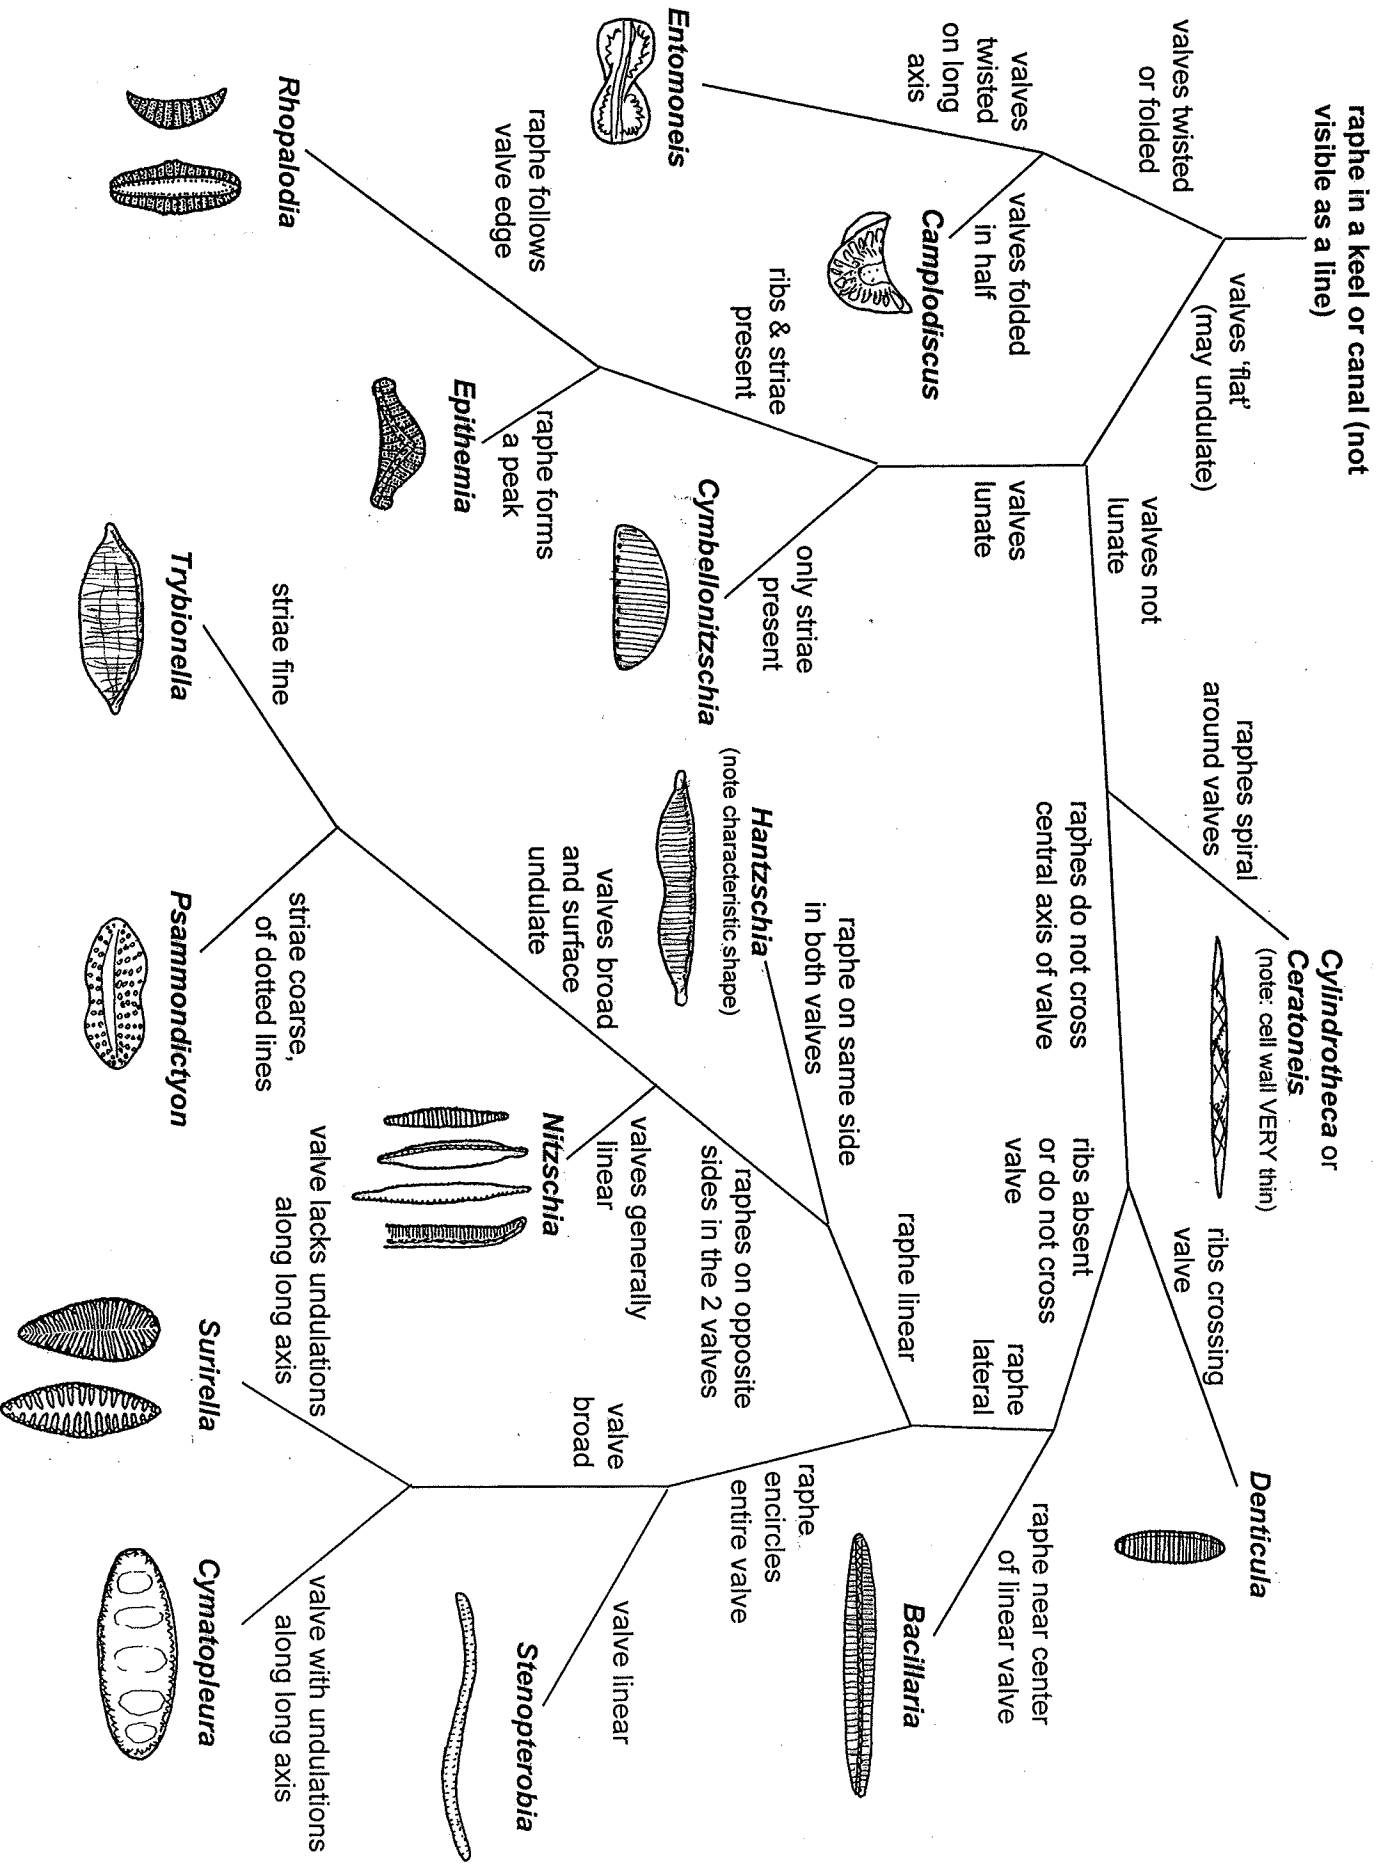 raphe in a keel or canal (not
visible as a line)
valves twisted
or folded
valves 'flat'
(may undulate)
valves
twisted
on long
axis
valves folded
in half
Entomoneis
Camplodiscus
valves not
lunate
valves
lunate
ribs & striae
present
only striae
present
raphe follows
valve edge
raphe forms
a peak
Rhopalodia
Epithemia
Cymbellonitzschia
raphes spiral
around valves
Cylindrotheca or
Ceratoneis
(note: cell wall VERY thin)
raphes do not cross
central axis of valve
ribs crossing
valve
Denticula
ribs absent
or do not cross
valve
raphe
lateral
raphe near center
of linear valve
Bacillaria
raphe linear
raphe
encircles
entire valve
raphe on same side
in both valves
Hantzschia
(note characteristic shape)
raphes on opposite
sides in the 2 valves
valves broad
and surface
undulate
valves generally
linear
Nitzschia
striae fine
striae coarse,
of dotted lines
Trybionella
Psammondictyon
valve
broad
valve linear
Stenopterobia
valve lacks undulations
along long axis
valve with undulations
along long axis
Surirella
Cymatopleura